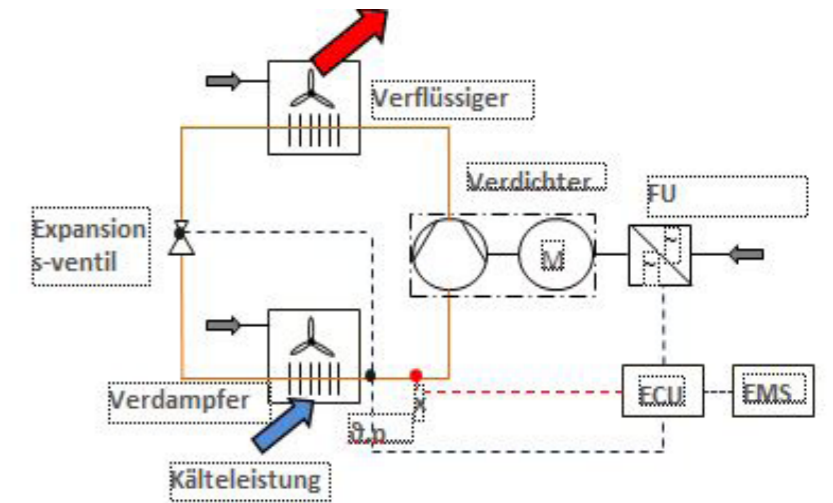 Verflüssiger
Verdichter
FU
Expansion
s-ventil
M
~
~
Verdampfer
ϑ,p
x
ECU
EMS
Kälteleistung